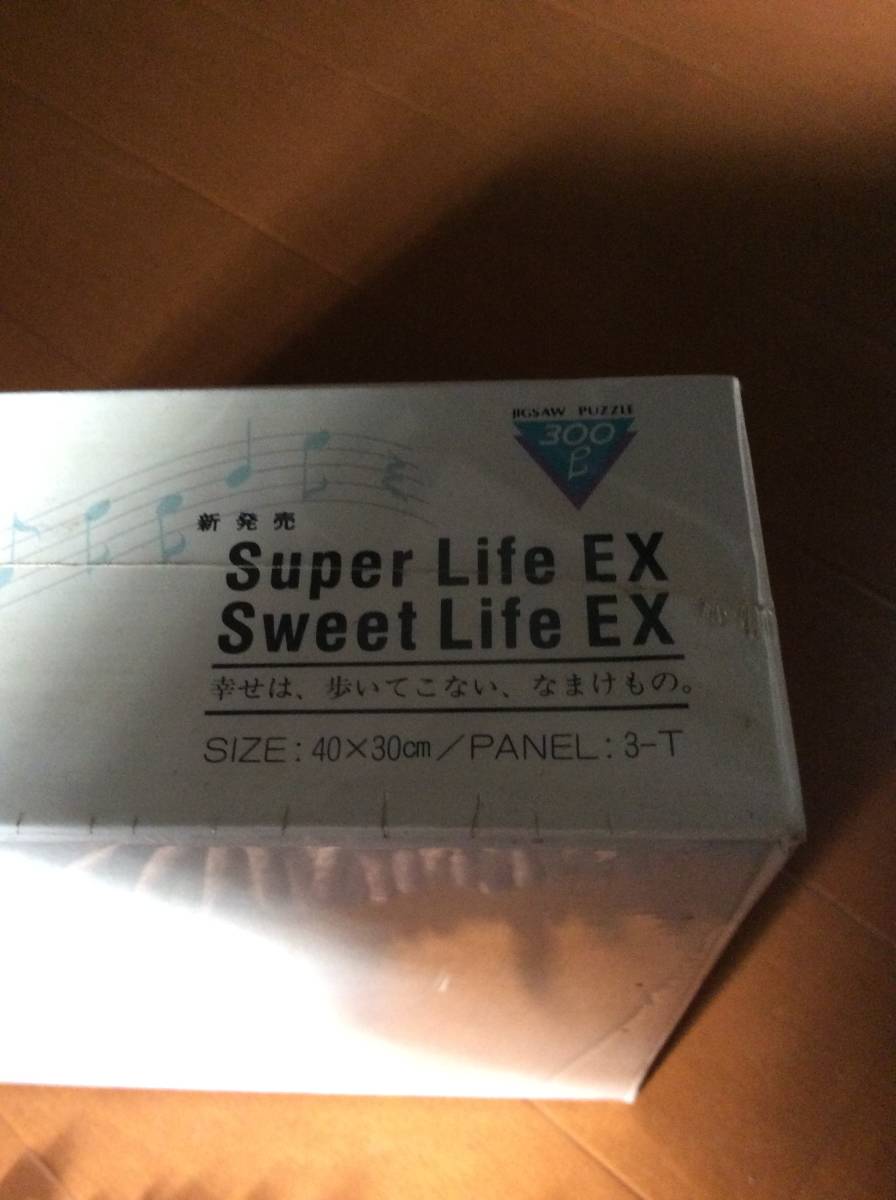 JIGSAW PUZZLE
300
新発売
Super Life EX
Sweet Life EX
幸せは、歩いてこない、なまけもの。
SIZE:40×30cm/PANEL:3-T